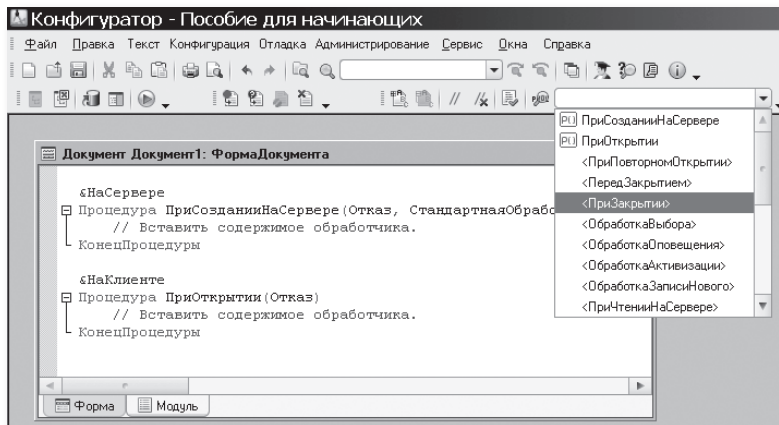 Конфигуратор - Пособие для начинающих
Файл Правка Текст Конфигурация Отладка Администрирование Сервис Окна Справка
ПриСозданииНаСервере
ПриОткрытии
<ПриПовторномОткрытии>
<ПередЗакрытием>
<ПриЗакрытии>
<ОбработкаВыбора>
<ОбработкаОповещения>
<ОбработкаАктивизации>
<ОбработкаЗаписиНового>
<ПриЧтенииНаСервере>
Документ Документ1: ФормаДокумента
&НаСервере
Процедура ПриСозданииНаСервере(Отказ, СтандартнаяОбрабо
// Вставить содержимое обработчика.
КонецПроцедуры
&НаКлиенте
Процедура ПриОткрытии(Отказ)
// Вставить содержимое обработчика.
КонецПроцедуры
Форма Модуль